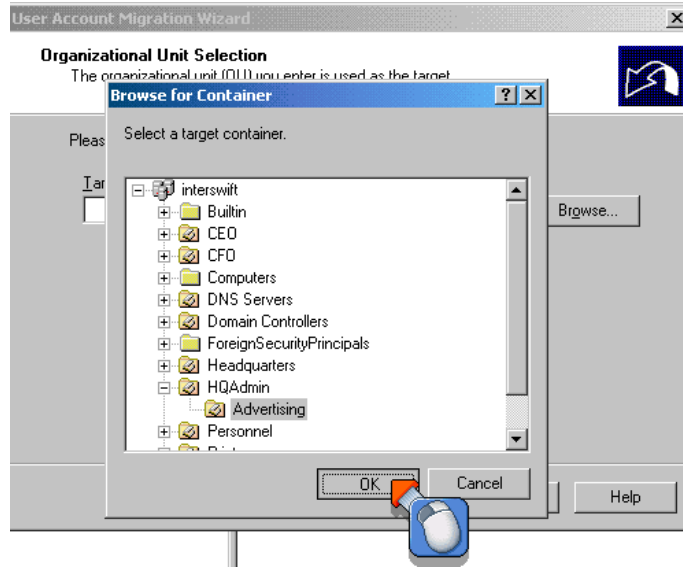 User Account Migration Wizard
Organizational Unit Selection
The organizational unit (OU) you enter is used as the target
Browse for Container
Pleas
Select a target container.
Tar
interswift
Builtin
CEO
CFO
Computers
DNS Servers
Domain Controllers
ForeignSecurityPrincipals
Headquarters
HQAdmin
Advertising
Personnel
Browse...
OK
Cancel
Help